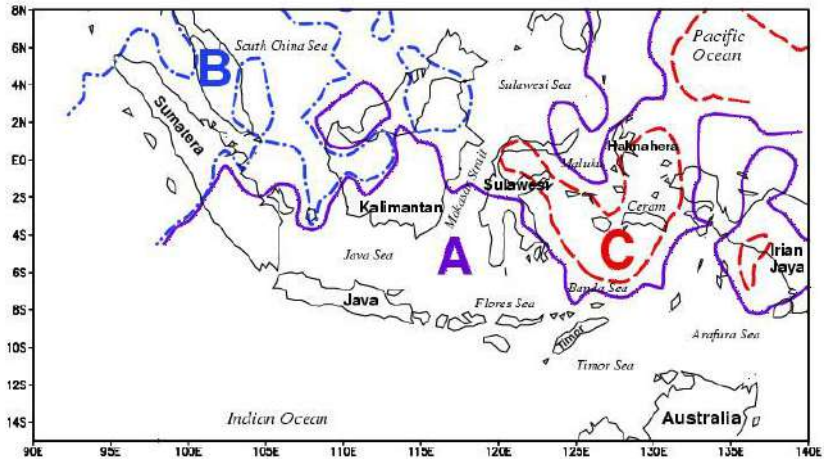 8N
6N
4N
2N
EQ
2S
4S
6S
8S
10S
12S
14S
90E
95E
100E
105E
110E
115E
120E
125E
130E
135E
140E
South China Sea
Pacific
Ocean
B
Sulawesi Sea
Sumatera
Halmahera
Maluku
Makasa Strait
Sulawesi
Kalimantan
Ceram
A
C
Java Sea
Irian
Jaya
Banda Sea
Java
Flores Sea
Timor
Arafura Sea
Timor Sea
Indian Ocean
Australia